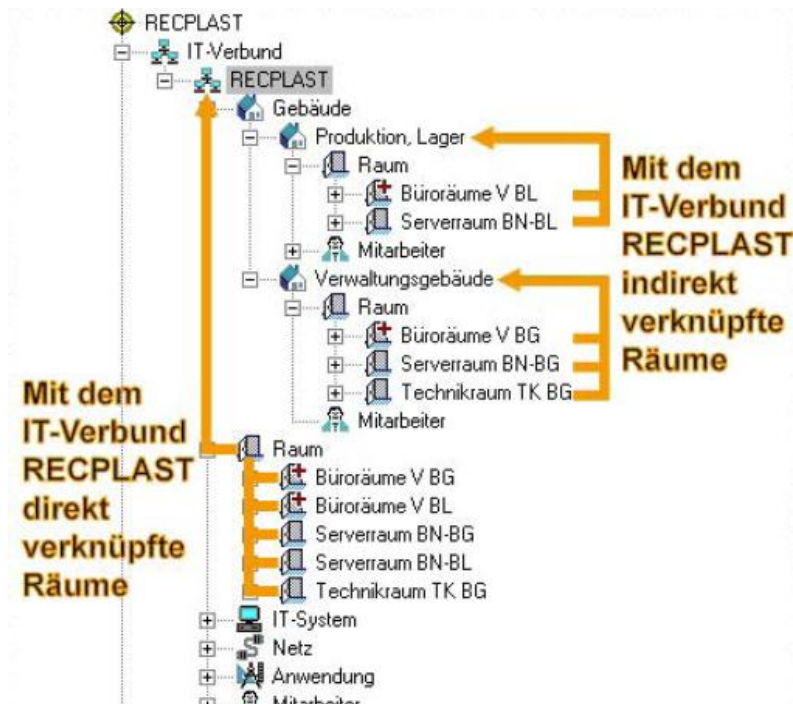 RECPLAST
IT-Verbund
RECPLAST
Gebäude
Produktion, Lager
Raum
Büroräume V BL
Serverraum BN-BL
Mitarbeiter
Verwaltungsgebäude
Raum
Büroräume V BG
Serverraum BN-BG
Technikraum TK BG
Mitarbeiter
Raum
Büroräume V BG
Büroräume V BL
Serverraum BN-BG
Serverraum BN-BL
Technikraum TK BG
IT-System
Netz
Anwendung
Mitarbeiter
Mit dem
IT-Verbund
RECPLAST
indirekt
verknüpfte
Räume
Mit dem
IT-Verbund
RECPLAST
direkt
verknüpfte
Räume